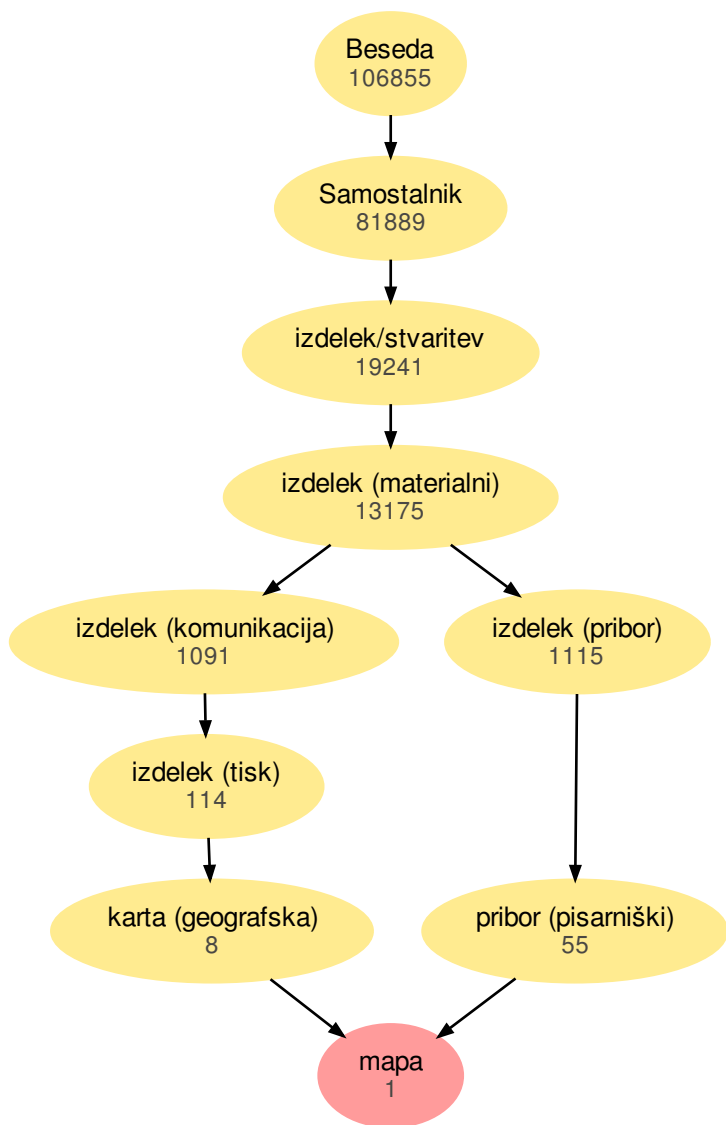 Beseda
106855
Samostalnik
81889
izdelek/stvaritev
19241
izdelek (materialni)
13175
izdelek (komunikacija)
1091
izdelek (pribor)
1115
izdelek (tisk)
114
karta (geografska)
8
pribor (pisarniški)
55
mapa
1